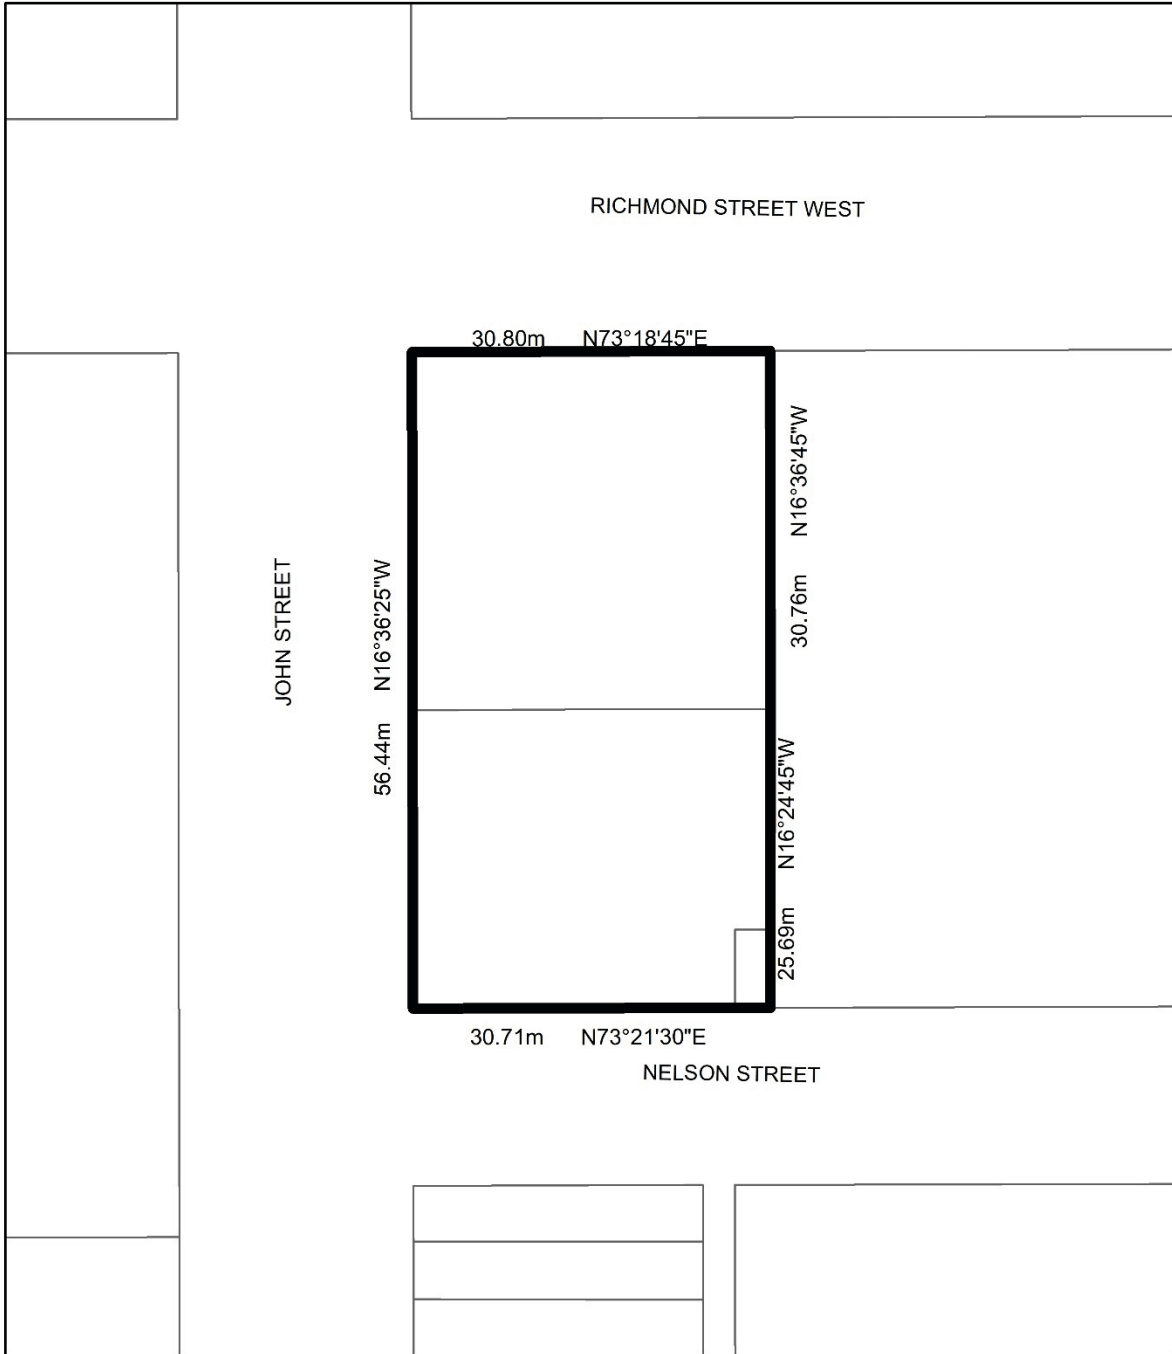 RICHMOND STREET WEST
30.80m N73°18'45"E
N16°36'45"W
30.76m
JOHN STREET
N16°36'25"W
56.44m
N16°24'45"W
25.69m
30.71m N73°21'30"E
NELSON STREET